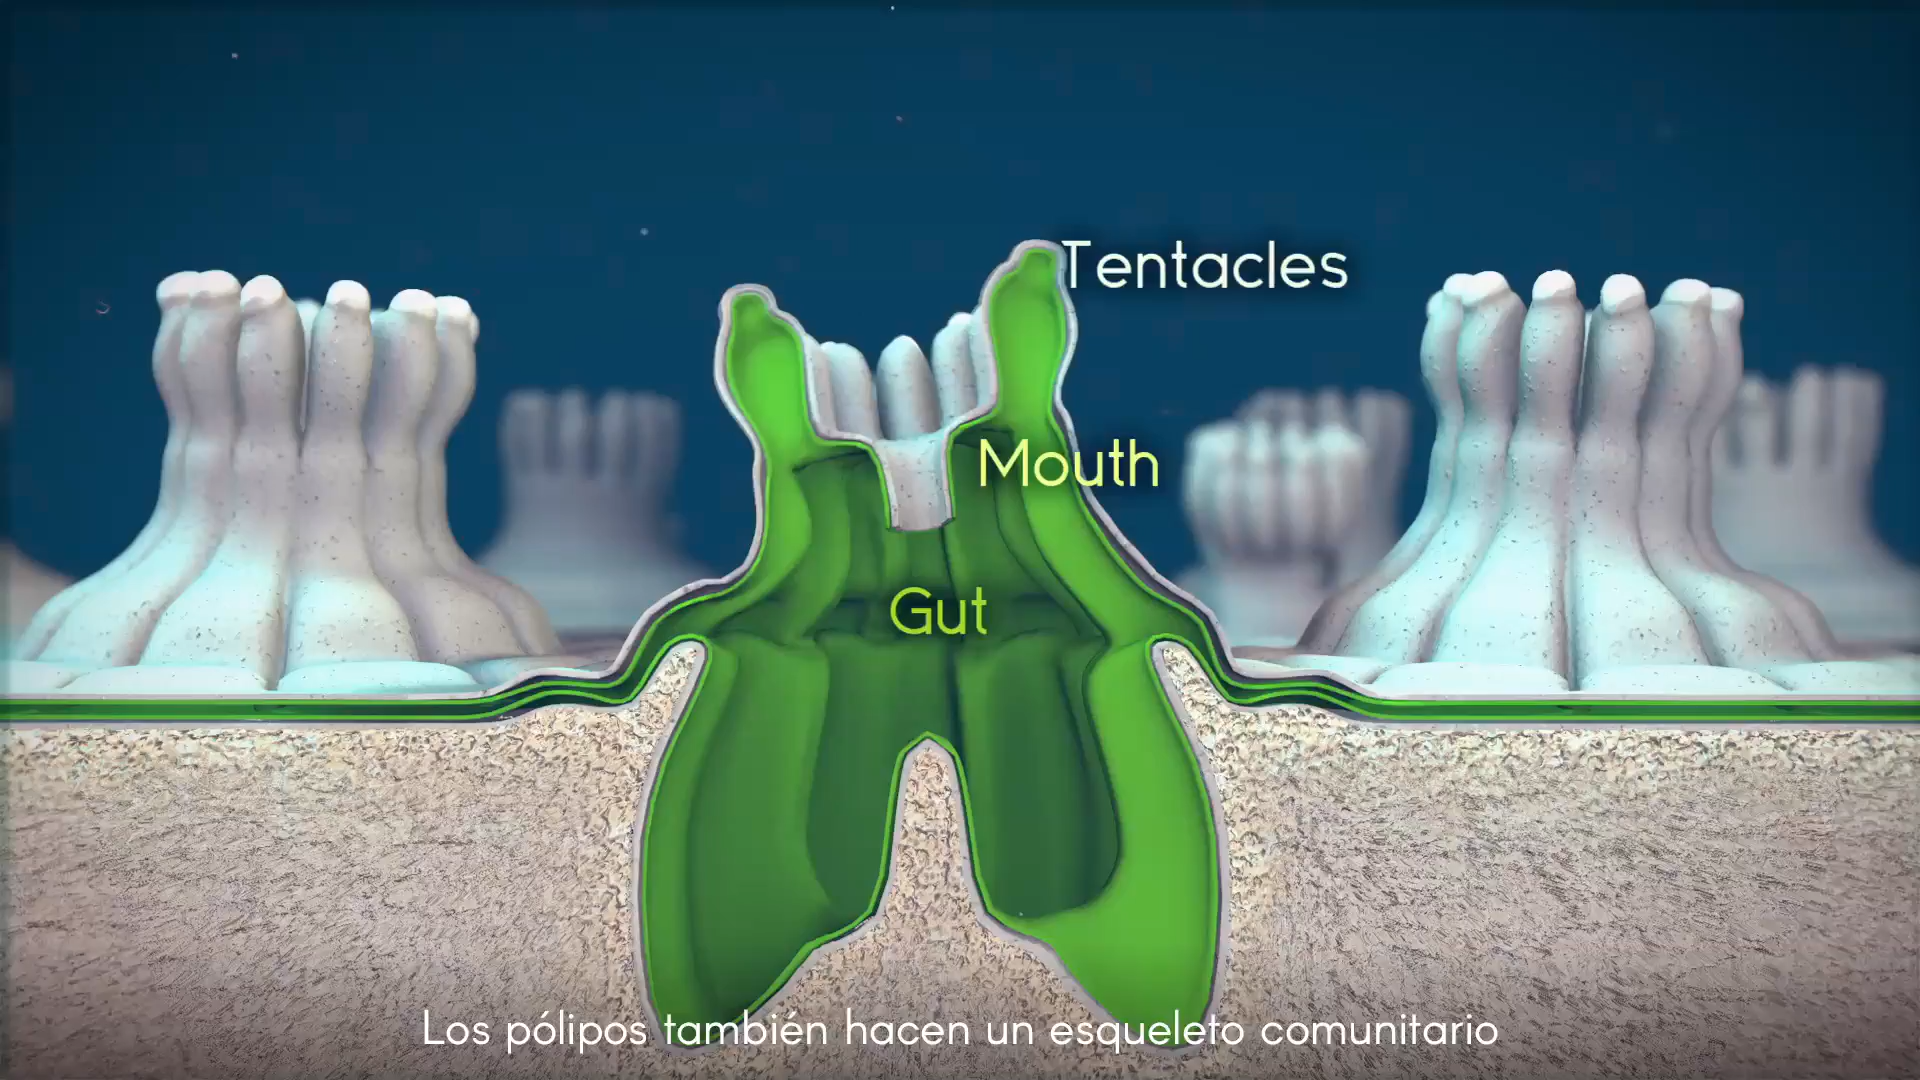 Tentacles
Mouth
Gut
Los pólipos también hacen un esqueleto comunitario